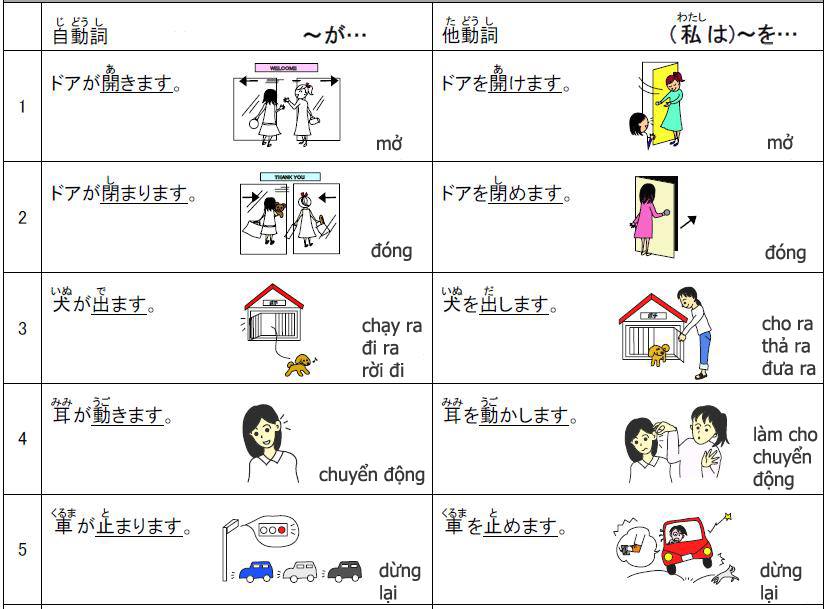 自動詞 ～が…
じ どう し
他動詞 (私は)～を…
た どう し わたし
1
ドアが開きます。
あ
WELCOME
mở
ドアを開けます。
あ
mở
2
ドアが閉まります。
し
THANK YOU
đóng
ドアを閉めます。
し
đóng
3
犬が出ます。
いぬ で
chạy ra
đi ra
rời đi
犬を出します。
いぬ だ
cho ra
thả ra
đưa ra
4
耳が動きます。
みみ うご
chuyển động
耳を動かします。
みみ うご
làm cho
chuyển
động
5
車が止まります。
くるま と
dừng
lại
車を止めます。
くるま と
dừng
lại